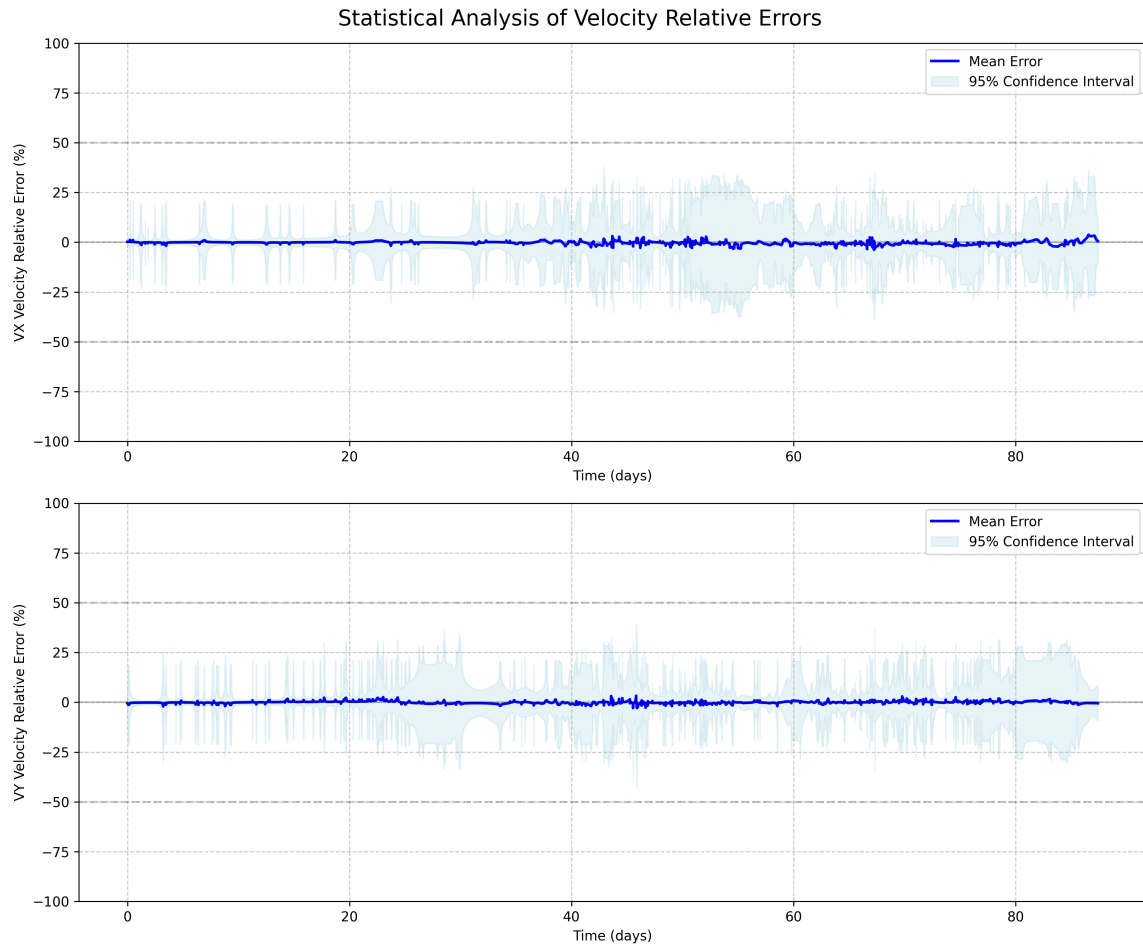 Statistical Analysis of Velocity Relative Errors
100
75
50
25
0
−25
−50
−75
−100
VX Velocity Relative Error (%)
Mean Error
95% Confidence Interval
0 20 40 60 80
Time (days)
100
75
50
25
0
−25
−50
−75
−100
VY Velocity Relative Error (%)
Mean Error
95% Confidence Interval
0 20 40 60 80
Time (days)